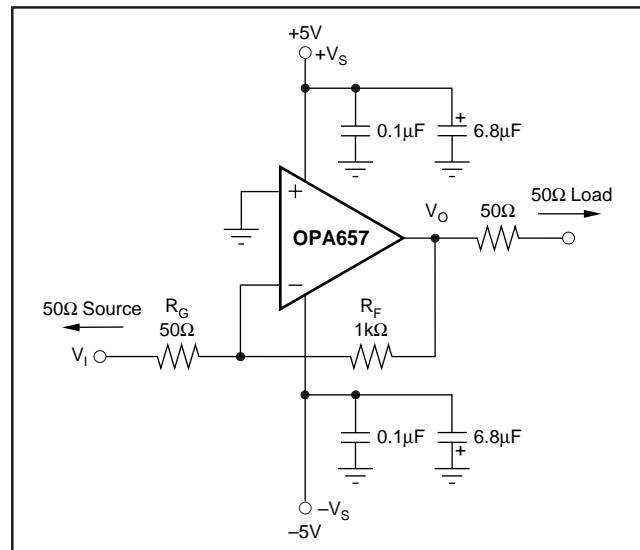 +5V
+V_S
0.1µF
+
6.8µF
+
OPA657
−
V_O
50Ω
50Ω Load
50Ω Source
R_G
50Ω
V_I
R_F
1kΩ
0.1µF
6.8µF
+
−V_S
−5V